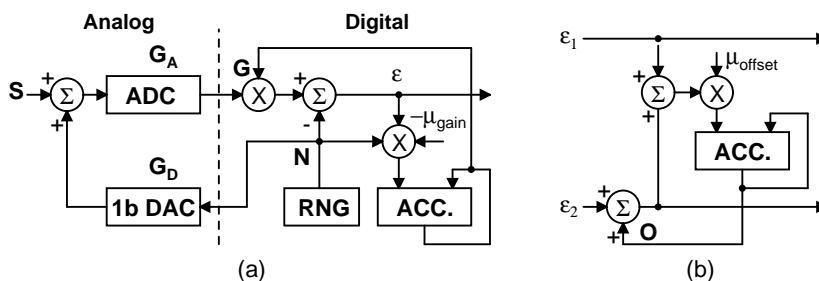 Analog
Digital
G_A
G
ε
S
+
Σ
+
ADC
X
+
Σ
-
−μ_gain
X
N
G_D
1b DAC
RNG
ACC.
(a)
ε_1
μ_offset
+
Σ
+
X
ACC.
ε_2
+
Σ
+
O
(b)